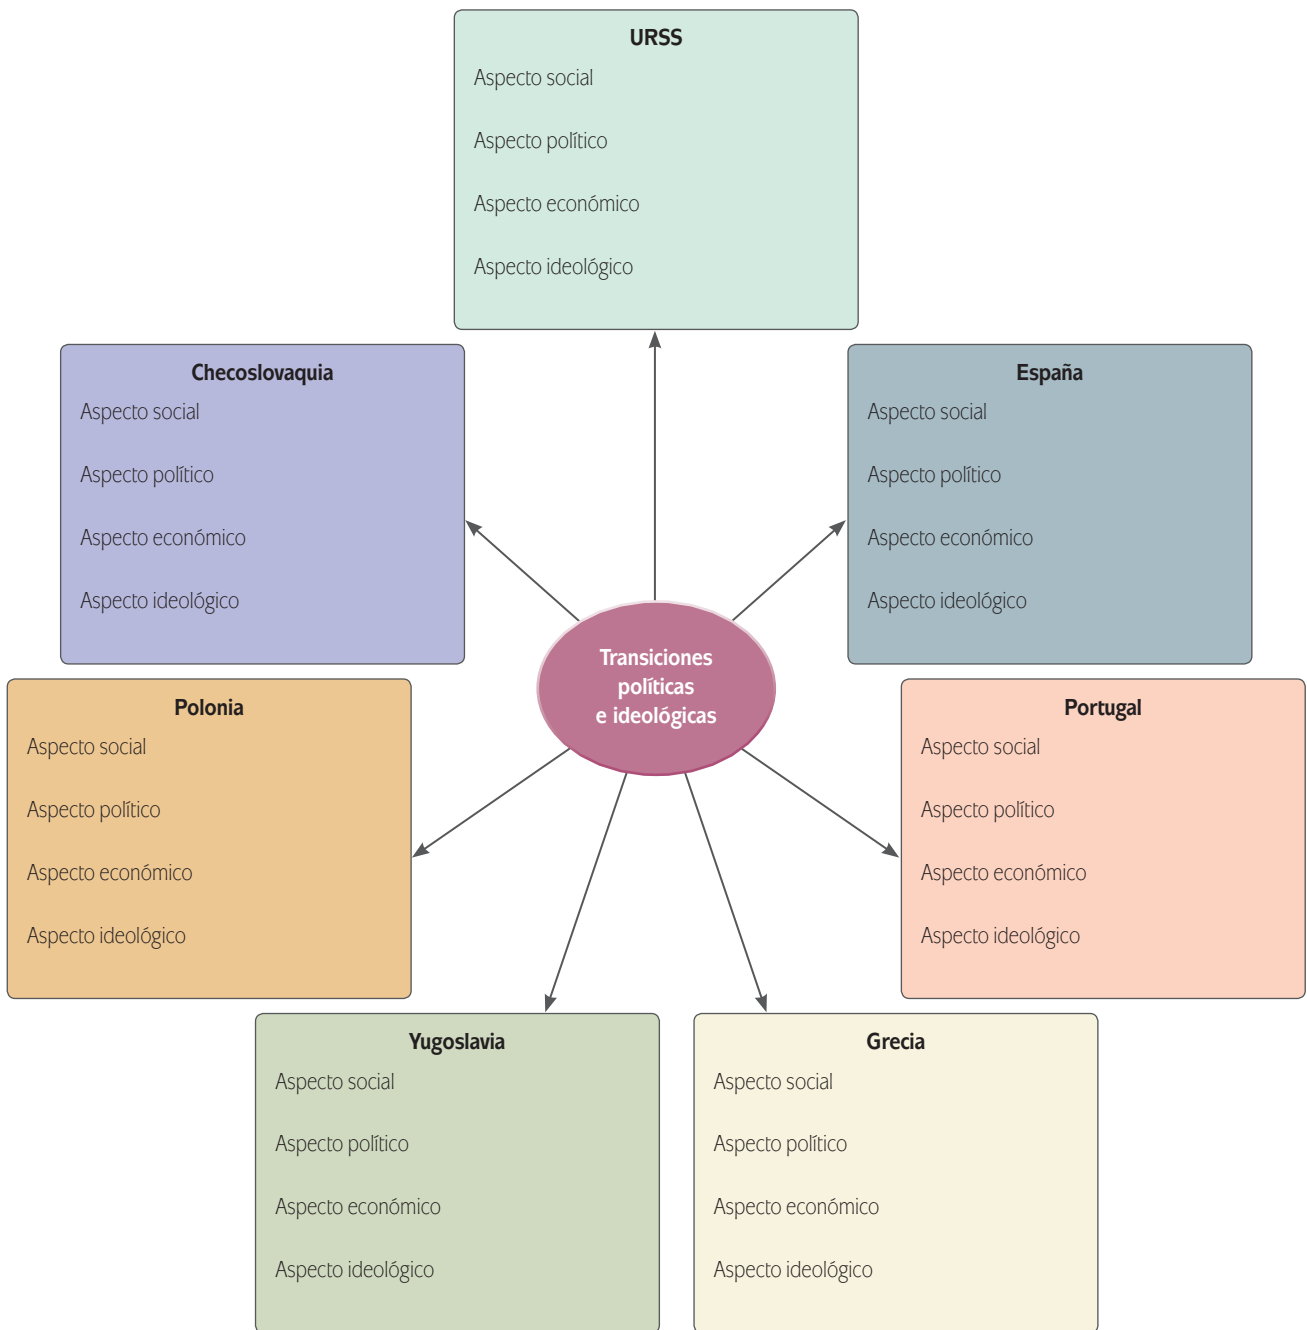 URSS
Aspecto social
Aspecto político
Aspecto económico
Aspecto ideológico
Checoslovaquia
Aspecto social
Aspecto político
Aspecto económico
Aspecto ideológico
España
Aspecto social
Aspecto político
Aspecto económico
Aspecto ideológico
Transiciones
políticas
e ideológicas
Polonia
Aspecto social
Aspecto político
Aspecto económico
Aspecto ideológico
Portugal
Aspecto social
Aspecto político
Aspecto económico
Aspecto ideológico
Yugoslavia
Aspecto social
Aspecto político
Aspecto económico
Aspecto ideológico
Grecia
Aspecto social
Aspecto político
Aspecto económico
Aspecto ideológico